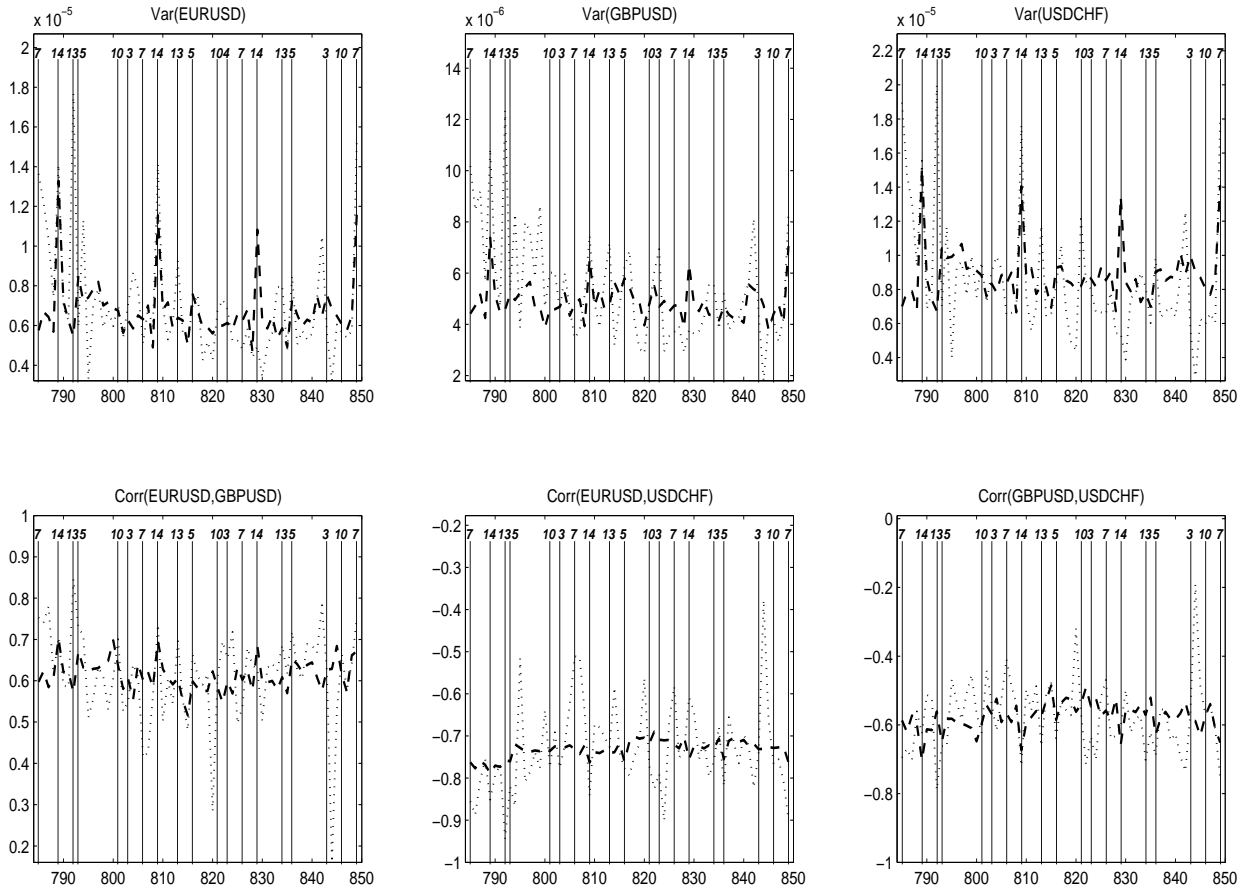 Var(EURUSD)
x 10⁻⁵
7 14 13 5 10 3 7 14 13 5 10 4 7 14 13 5 3 10 7
2
1.8
1.6
1.4
1.2
1
0.8
0.6
0.4
790 800 810 820 830 840 850
Var(GBPUSD)
x 10⁻⁶
7 14 13 5 10 3 7 14 13 5 10 3 7 14 13 5 3 10 7
14
12
10
8
6
4
2
790 800 810 820 830 840 850
Var(USDCHF)
x 10⁻⁵
7 14 13 5 10 3 7 14 13 5 10 3 7 14 13 5 3 10 7
2.2
2
1.8
1.6
1.4
1.2
1
0.8
0.6
0.4
790 800 810 820 830 840 850
Corr(EURUSD,GBPUSD)
7 14 13 5 10 3 7 14 13 5 10 3 7 14 13 5 3 10 7
1
0.9
0.8
0.7
0.6
0.5
0.4
0.3
0.2
790 800 810 820 830 840 850
Corr(EURUSD,USDCHF)
7 14 13 5 10 3 7 14 13 5 10 3 7 14 13 5 3 10 7
−0.2
−0.3
−0.4
−0.5
−0.6
−0.7
−0.8
−0.9
−1
790 800 810 820 830 840 850
Corr(GBPUSD,USDCHF)
7 14 13 5 10 3 7 14 13 5 10 3 7 14 13 5 3 10 7
0
−0.2
−0.4
−0.6
−0.8
−1
790 800 810 820 830 840 850